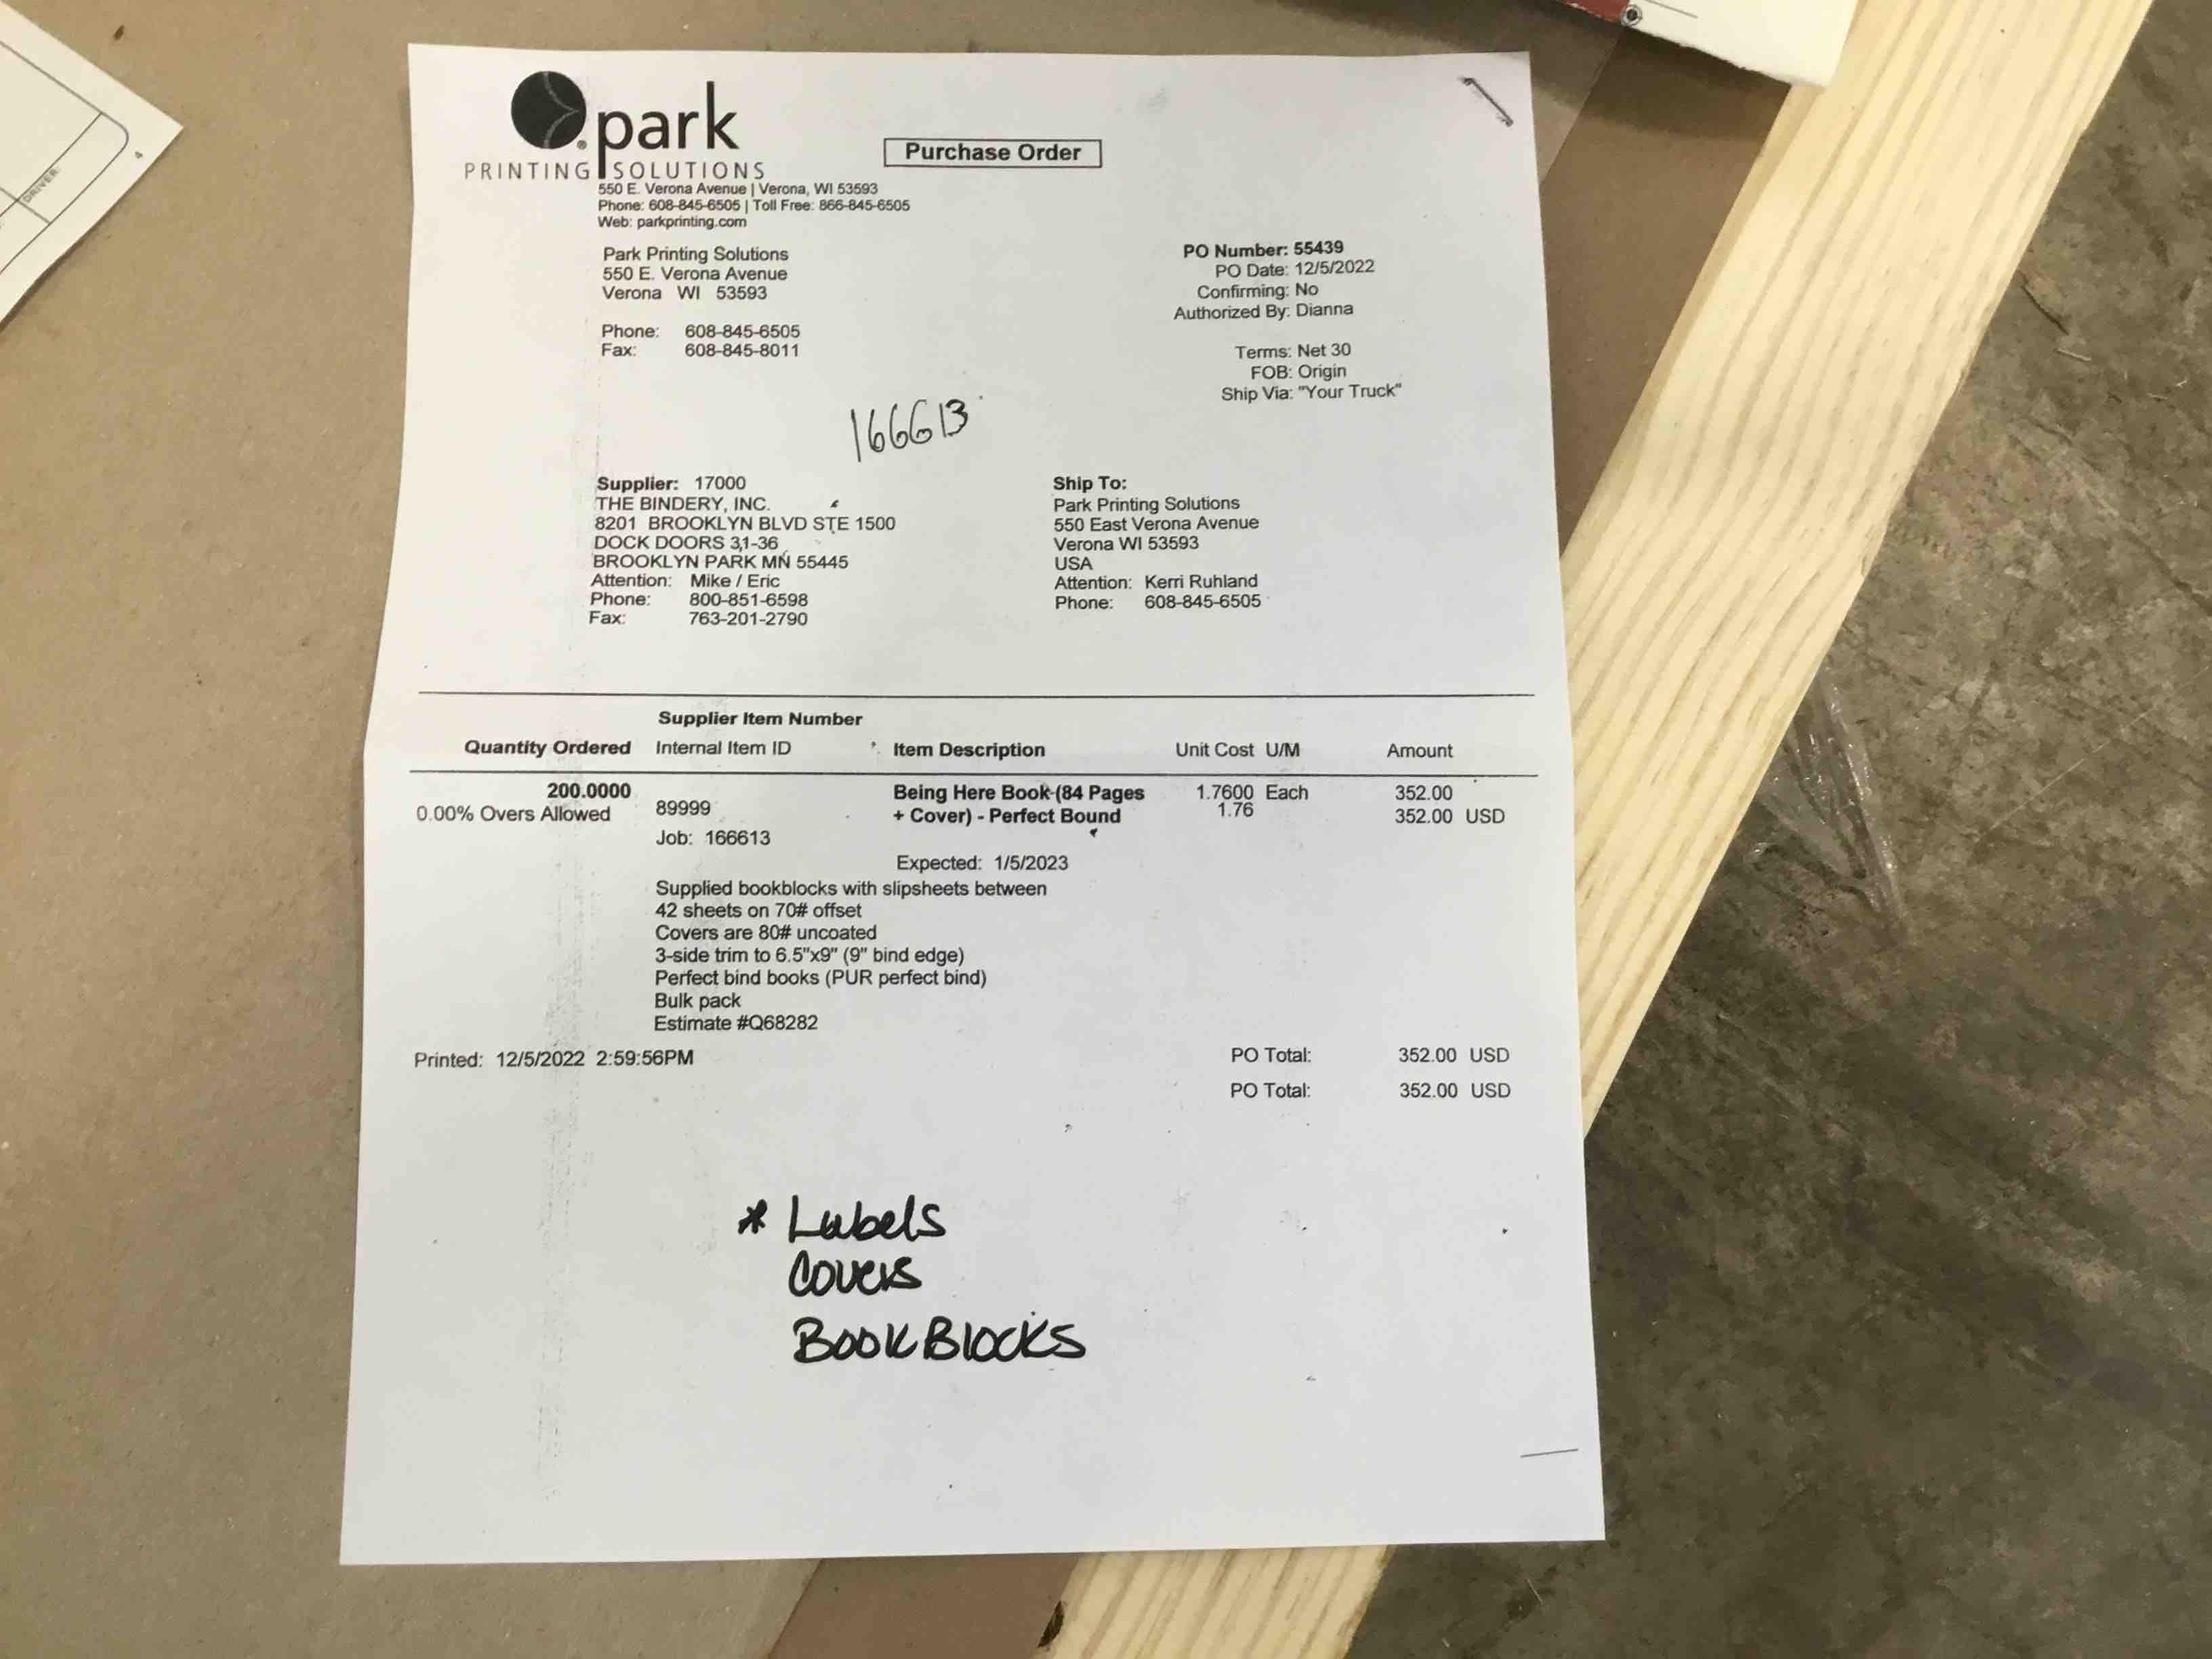 park
PRINTING SOLUTIONS
Purchase Order
550 E. Verona Avenue | Verona, WI 53593
Phone: 608-845-6505 | Toll Free: 866-845-6505
Web: parkprinting.com
Park Printing Solutions
550 E. Verona Avenue
Verona WI 53593
Phone: 608-845-6505
Fax: 608-845-8011
PO Number: 55439
PO Date: 12/5/2022
Confirming: No
Authorized By: Dianna
Terms: Net 30
FOB: Origin
Ship Via: "Your Truck"
166613
Supplier: 17000
THE BINDERY, INC.
8201 BROOKLYN BLVD STE 1500
DOCK DOORS 31-36
BROOKLYN PARK MN 55445
Attention: Mike / Eric
Phone: 800-851-6598
Fax: 763-201-2790
Ship To:
Park Printing Solutions
550 East Verona Avenue
Verona WI 53593
USA
Attention: Kerri Ruhland
Phone: 608-845-6505
Supplier Item Number
Quantity Ordered Internal Item ID Item Description Unit Cost U/M Amount
200.0000 Being Here Book (84 Pages 1.7600 Each 352.00
0.00% Overs Allowed 89999 + Cover) - Perfect Bound 1.76 352.00 USD
Job: 166613
Expected: 1/5/2023
Supplied bookblocks with slipsheets between
42 sheets on 70# offset
Covers are 80# uncoated
3-side trim to 6.5"x9" (9" bind edge)
Perfect bind books (PUR perfect bind)
Bulk pack
Estimate #Q68282
Printed: 12/5/2022 2:59:56PM PO Total: 352.00 USD
PO Total: 352.00 USD
* Labels
Covers
BookBlocks
DRIVER:
4